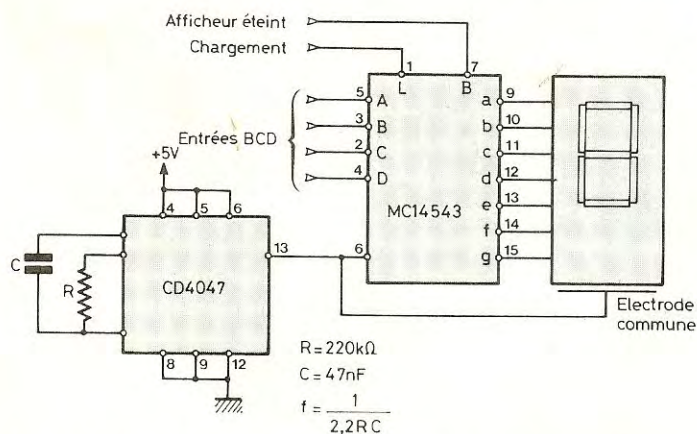 Afficheur éteint
Chargement
1 7
L B
5 A a 9
3 B b 10
Entrées BCD
2 C c 11
4 D d 12
+5V
MC14543
e 13
4 5 6
f 14
13 6 g 15
C R CD4047
Electrode
commune
8 9 12
R=220kΩ
C=47nF
f = 1
2,2RC